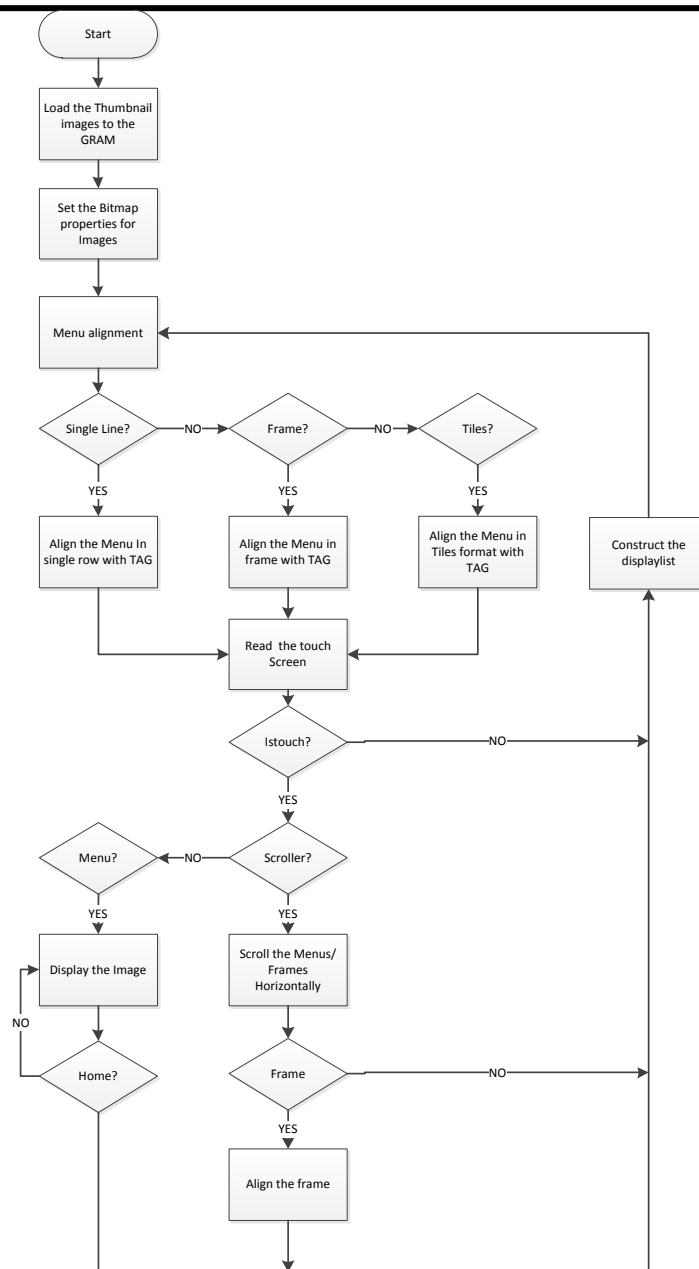 Start
Load the Thumbnail
images to the
GRAM
Set the Bitmap
properties for
Images
Menu alignment
Single Line?
NO
Frame?
NO
Tiles?
YES
YES
YES
Align the Menu In
single row with TAG
Align the Menu in
frame with TAG
Align the Menu in
Tiles format with
TAG
Construct the
displaylist
Read the touch
Screen
Istouch?
NO
YES
Menu?
NO
Scroller?
YES
YES
Display the Image
Scroll the Menus/
Frames
Horizontally
NO
Home?
Frame
NO
YES
Align the frame